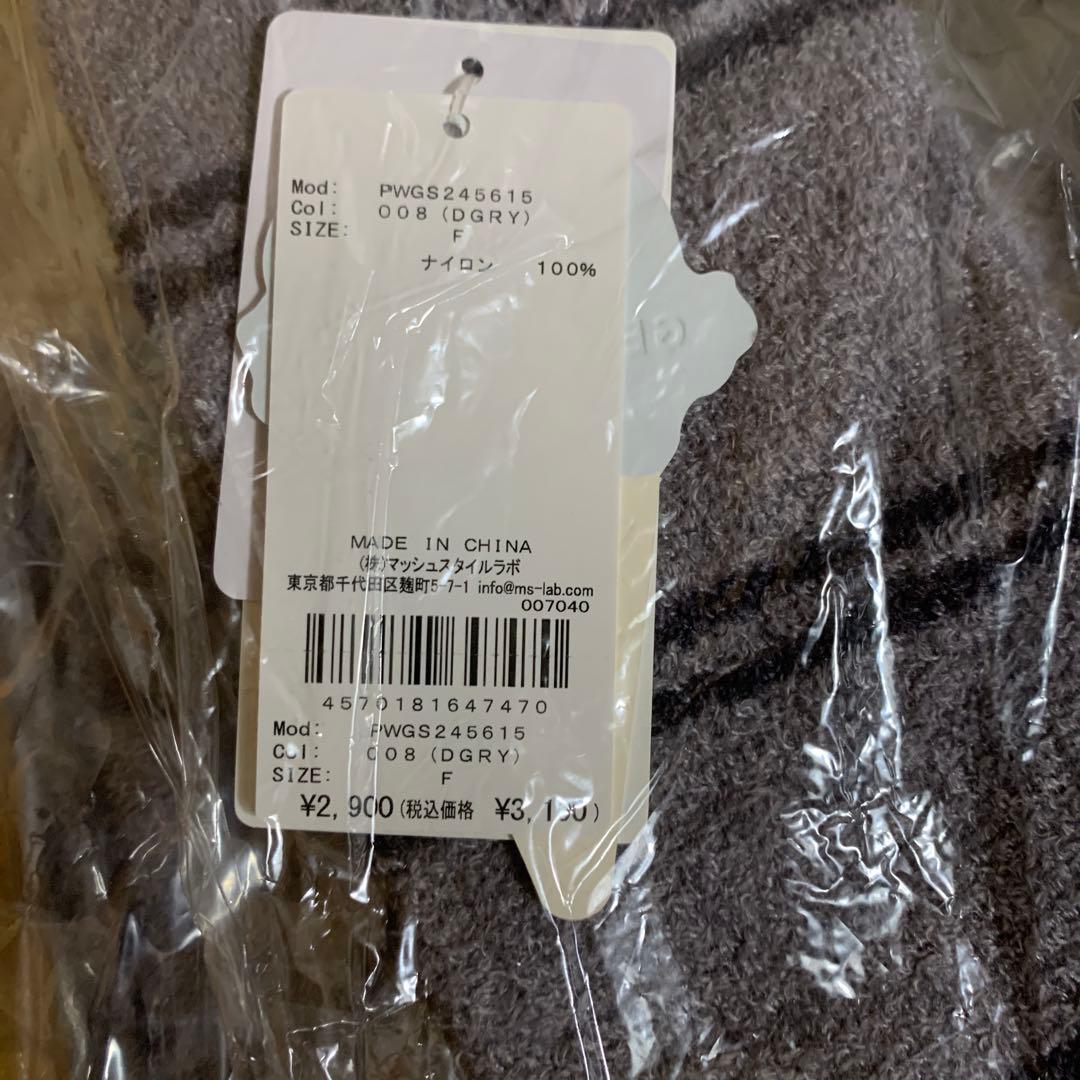 Mod: PWGS245615
Col: 008 (DGRY)
SIZE: F
ナイロン 100%
MADE IN CHINA
(株)マッシュスタイルラボ
東京都千代田区麹町5-7-1 info@ms-lab.com
007040
4570181647470
Mod: PWGS245615
Col: 008 (DGRY)
SIZE: F
¥2,900(税込価格 )